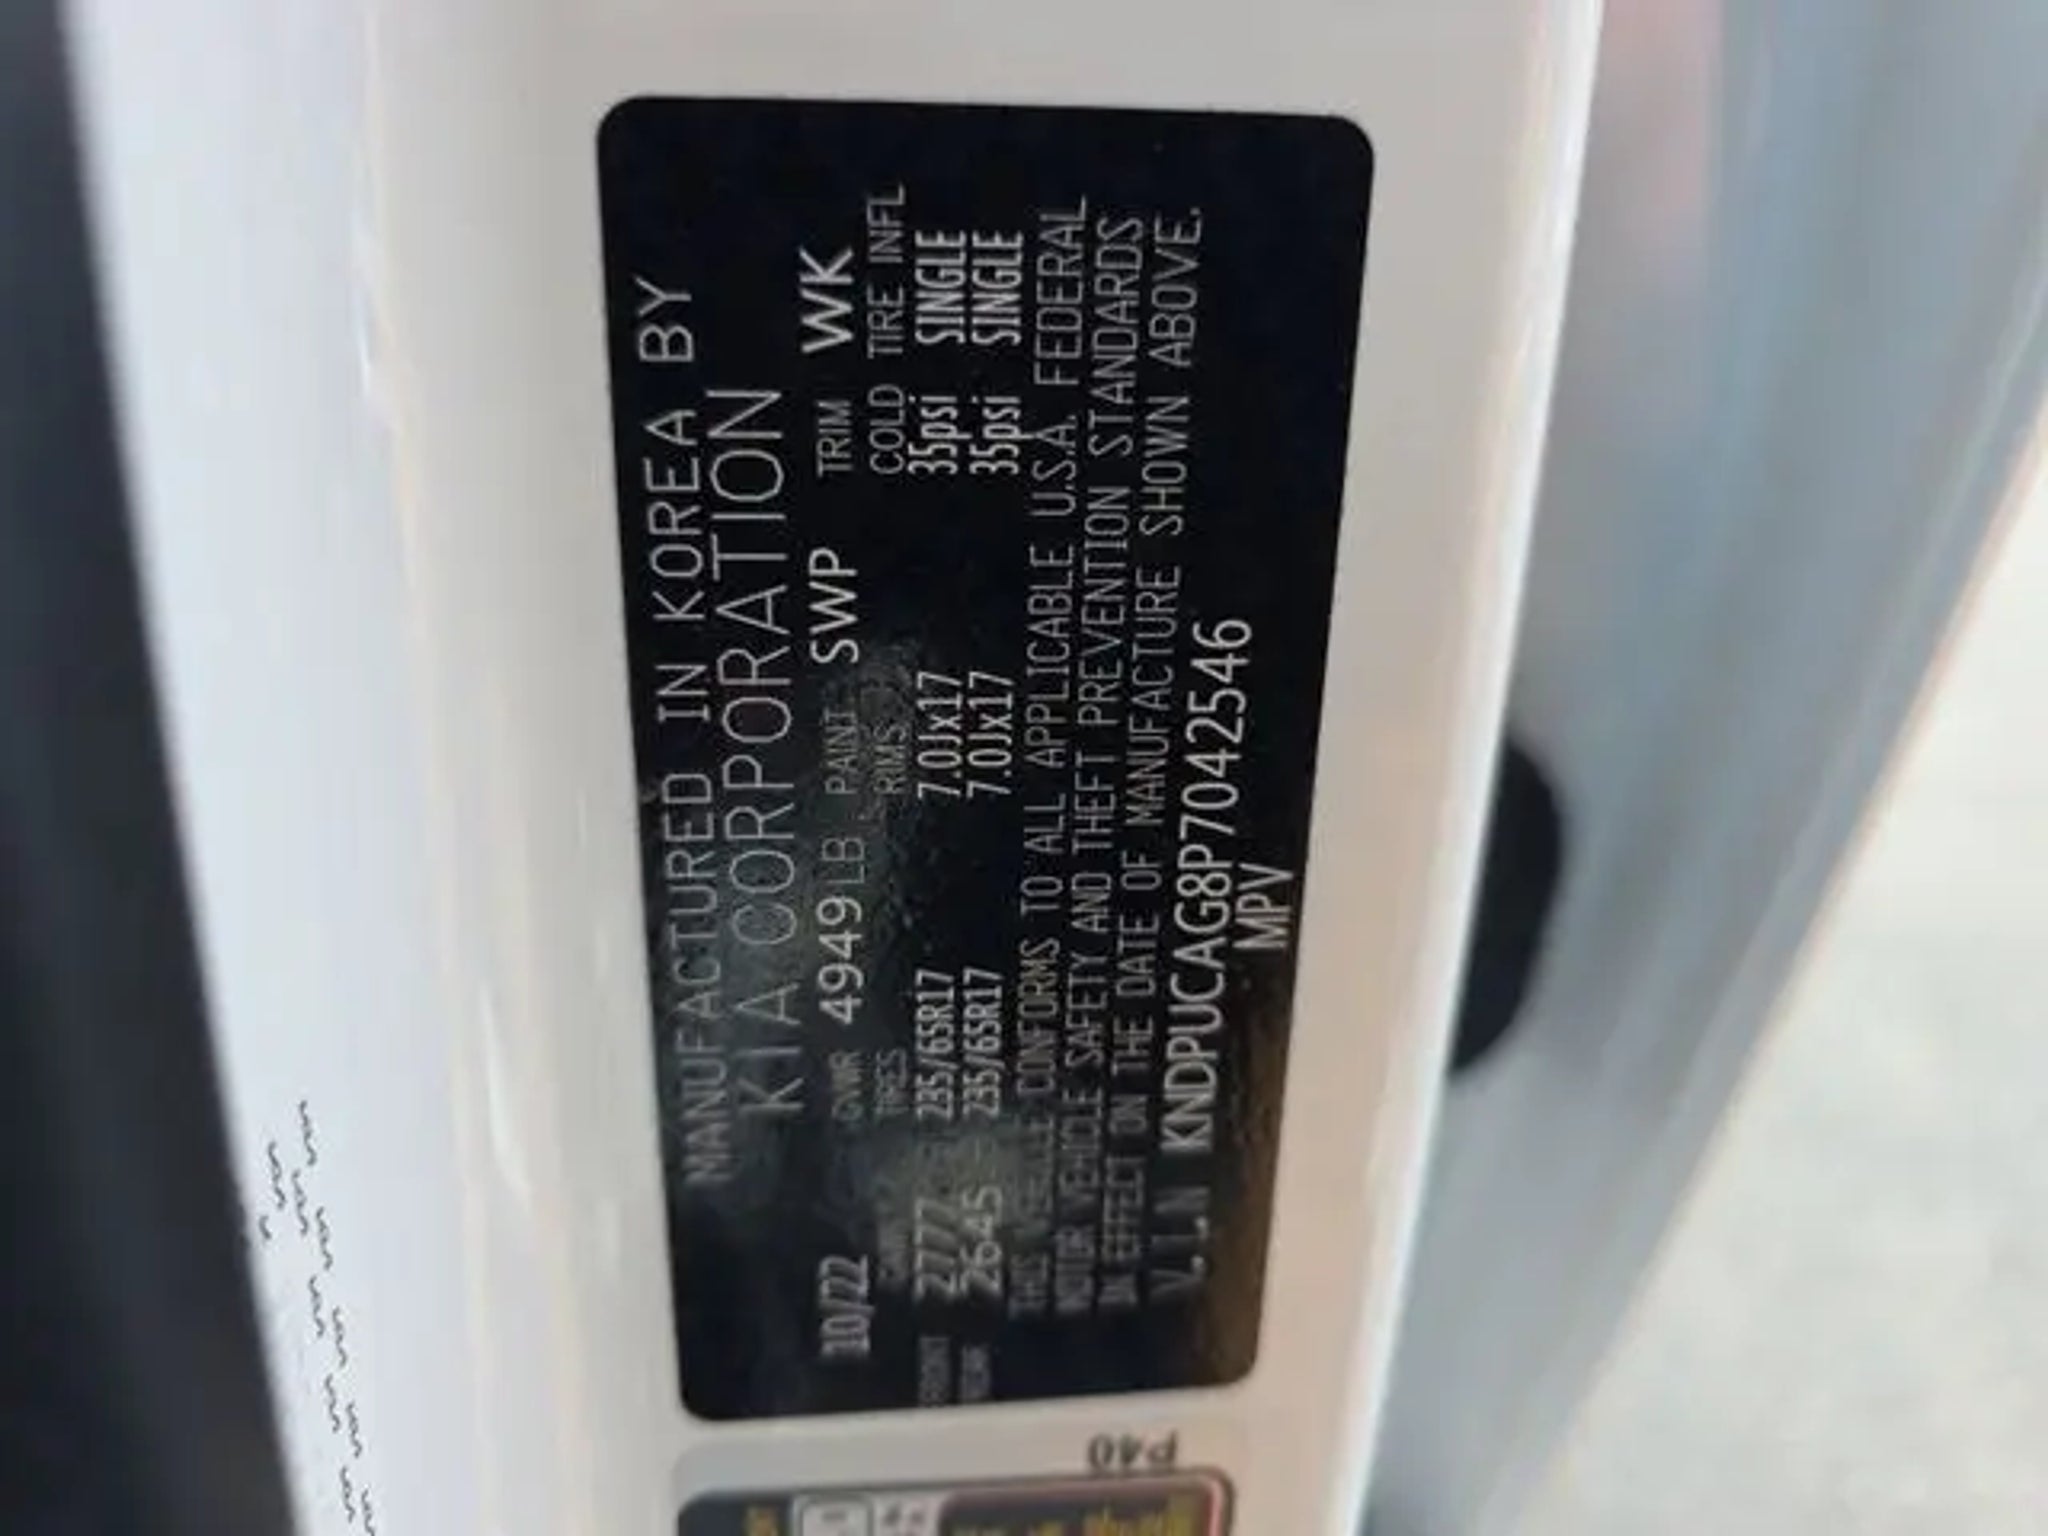 MANUFACTURED IN KOREA BY
KIA CORPORATION
10/22 GVWR 4949 LB PAINT SWP TRIM WK
GAWR TIRES RIMS COLD TIRE INFL
FRONT 2777 235/65R17 7.0Jx17 35psi SINGLE
REAR 2645 235/65R17 7.0Jx17 35psi SINGLE
THIS VEHICLE CONFORMS TO ALL APPLICABLE U.S.A. FEDERAL
MOTOR VEHICLE SAFETY AND THEFT PREVENTION STANDARDS
IN EFFECT ON THE DATE OF MANUFACTURE SHOWN ABOVE.
V.I.N KNDPUCAG8P7042546
MPV
P40